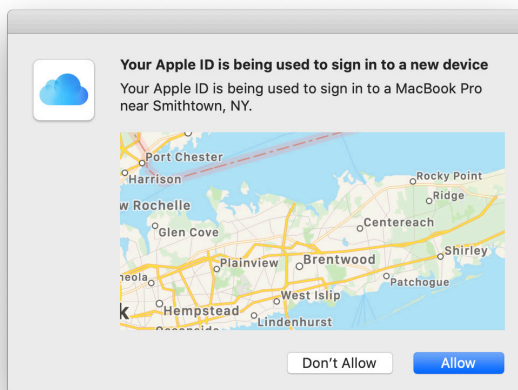 Your Apple ID is being used to sign in to a new device
Your Apple ID is being used to sign in to a MacBook Pro
near Smithtown, NY.
Port Chester
Harrison
Rocky Point
Ridge
w Rochelle
Glen Cove
Centereach
Shirley
Brentwood
Plainview
neola
Patchogue
West Islip
k
Hempstead
Lindenhurst
Oceanside
Don't Allow
Allow